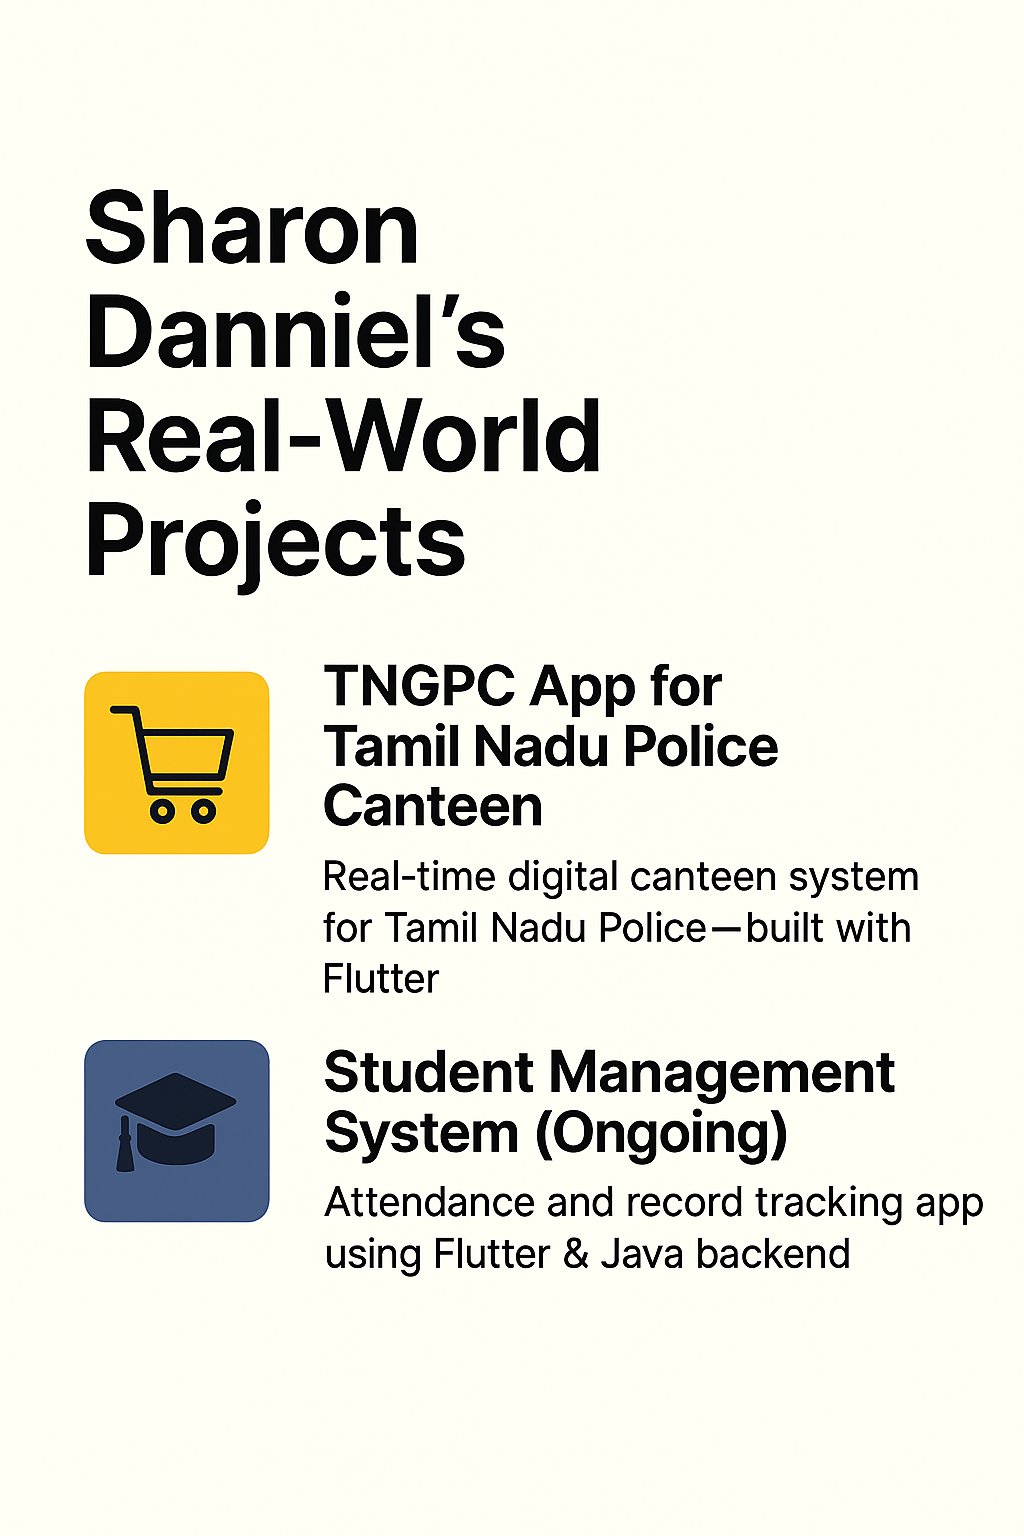 Sharon
Danniel’s
Real-World
Projects
TNGPC App for
Tamil Nadu Police
Canteen
Real-time digital canteen system
for Tamil Nadu Police—built with
Flutter
Student Management
System (Ongoing)
Attendance and record tracking app
using Flutter & Java backend